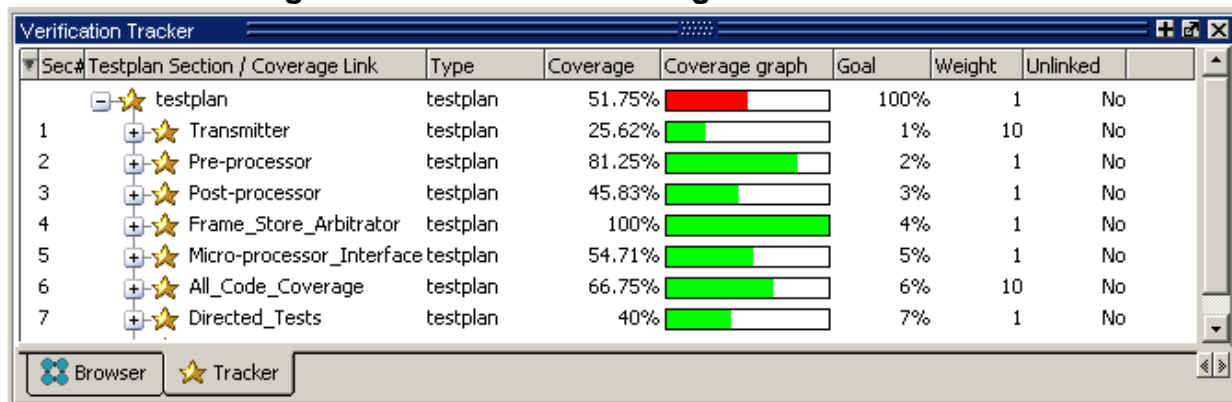 Verification Tracker
Sec# Testplan Section / Coverage Link Type Coverage Coverage graph Goal Weight Unlinked
testplan testplan 51.75% 100% 1 No
1 Transmitter testplan 25.62% 1% 10 No
2 Pre-processor testplan 81.25% 2% 1 No
3 Post-processor testplan 45.83% 3% 1 No
4 Frame_Store_Arbitrator testplan 100% 4% 1 No
5 Micro-processor_Interface testplan 54.71% 5% 1 No
6 All_Code_Coverage testplan 66.75% 6% 10 No
7 Directed_Tests testplan 40% 7% 1 No
Browser Tracker